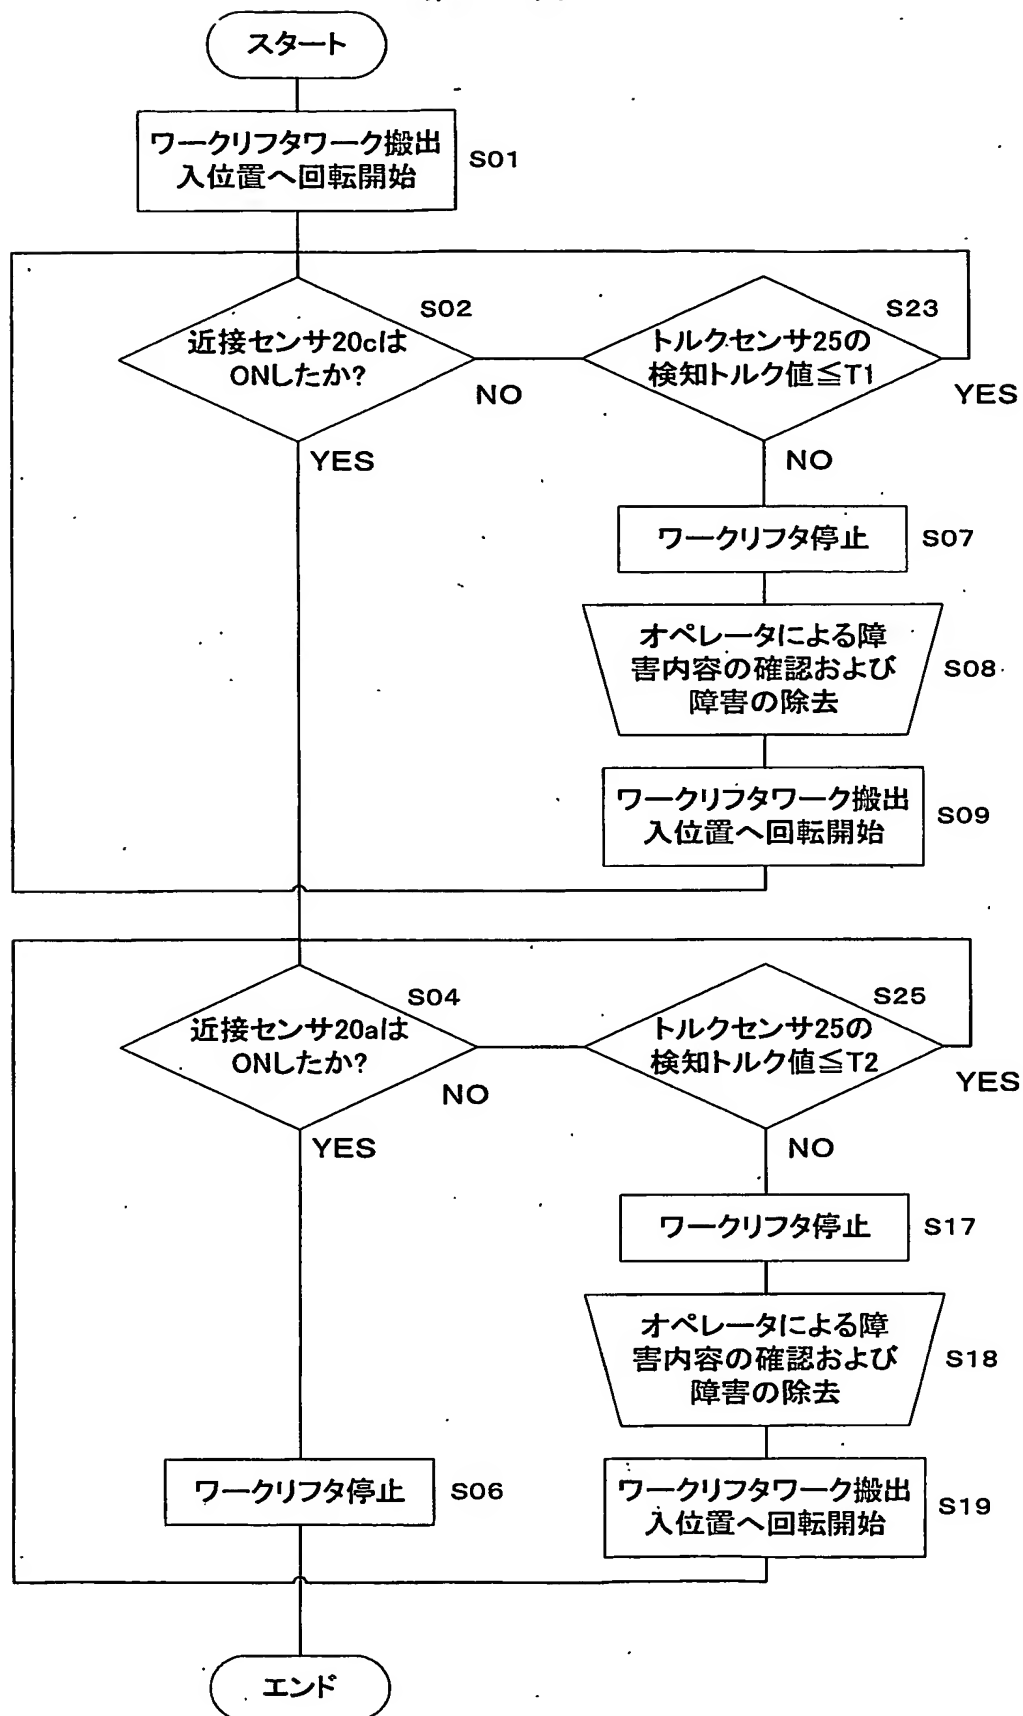 スタート
ワークリフタワーク搬出
入位置へ回転開始
S01
S02
近接センサ20cは
ONしたか?
NO
YES
S23
トルクセンサ25の
検知トルク値≦T1
YES
NO
ワークリフタ停止
S07
オペレータによる障
害内容の確認および
障害の除去
S08
ワークリフタワーク搬出
入位置へ回転開始
S09
S04
近接センサ20aは
ONしたか?
NO
YES
S25
トルクセンサ25の
検知トルク値≦T2
YES
NO
ワークリフタ停止
S17
オペレータによる障
害内容の確認および
障害の除去
S18
ワークリフタ停止
S06
ワークリフタワーク搬出
入位置へ回転開始
S19
エンド